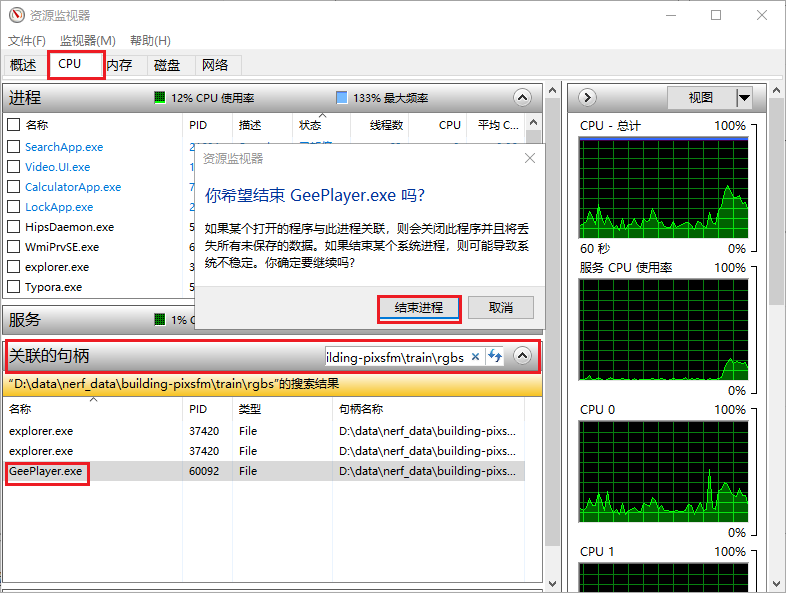 资源监视器
文件(F) 监视器(M) 帮助(H)
概述 CPU 内存 磁盘 网络
进程 12% CPU 使用率 133% 最大频率
名称 PID 描述 状态 线程数 CPU 平均 C...
SearchApp.exe
Video.UI.exe
CalculatorApp.exe
LockApp.exe
HipsDaemon.exe
WmiPrvSE.exe
explorer.exe
Typora.exe
资源监视器
你希望结束 GeePlayer.exe 吗?
如果某个打开的程序与此进程关联，则会关闭此程序并且将丢
失所有未保存的数据。如果结束某个系统进程，则可能导致系
统不稳定。你确定要继续吗?
结束进程 取消
服务 1%
关联的句柄 ilding-pixsfm\train\rgbs
“D:\data\nerf_data\building-pixsfm\train\rgbs”的搜索结果
名称 PID 类型 句柄名称
explorer.exe 37420 File D:\data\nerf_data\building-pixs...
explorer.exe 37420 File D:\data\nerf_data\building-pixs...
GeePlayer.exe 60092 File D:\data\nerf_data\building-pixs...
视图
CPU - 总计 100%
60 秒 0%
服务 CPU 使用率 100%
0%
CPU 0 100%
0%
CPU 1 100%